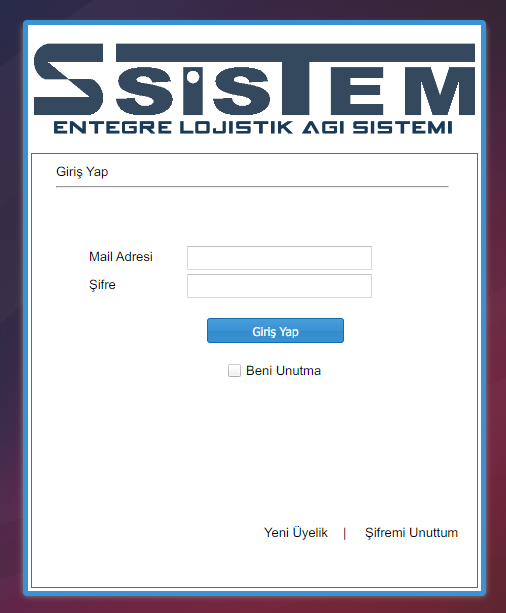 SSISTEM
ENTEGRE LOJISTIK AGI SISTEMI
Giriş Yap
Mail Adresi
Şifre
Giriş Yap
Beni Unutma
Yeni Üyelik | Şifremi Unuttum